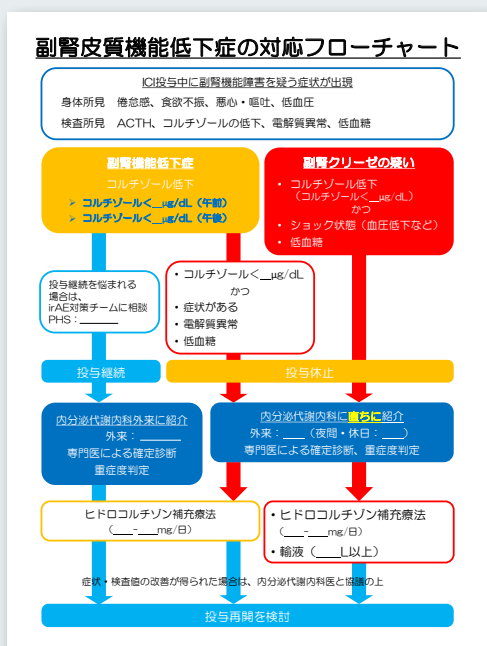 副腎皮質機能低下症の対応フローチャート
ICI投与中に副腎機能障害を疑う症状が出現
身体所見　倦怠感、食欲不振、悪心・嘔吐、低血圧
検査所見　ACTH、コルチゾールの低下、電解質異常、低血糖
副腎機能低下症
コルチゾール低下
➢ コルチゾール<__μg/dL（午前）
➢ コルチゾール<__μg/dL（午後）
副腎クリーゼの疑い
• コルチゾール低下
（コルチゾール<__μg/dL）
かつ
• ショック状態（血圧低下など）
• 低血糖
投与継続を悩まれる
場合は、
irAE対策チームに相談
PHS：______
• コルチゾール<__μg/dL
かつ
• 症状がある
• 電解質異常
• 低血糖
投与継続
投与休止
内分泌代謝内科外来に紹介
外来：______
専門医による確定診断
重症度判定
内分泌代謝内科に直ちに紹介
外来：___（夜間・休日：___）
専門医による確定診断、重症度判定
ヒドロコルチゾン補充療法
（___-___mg/日）
• ヒドロコルチゾン補充療法
（___-___mg/日）
• 輸液（____L以上）
症状・検査値の改善が得られた場合は、内分泌代謝内科医と協議の上
投与再開を検討